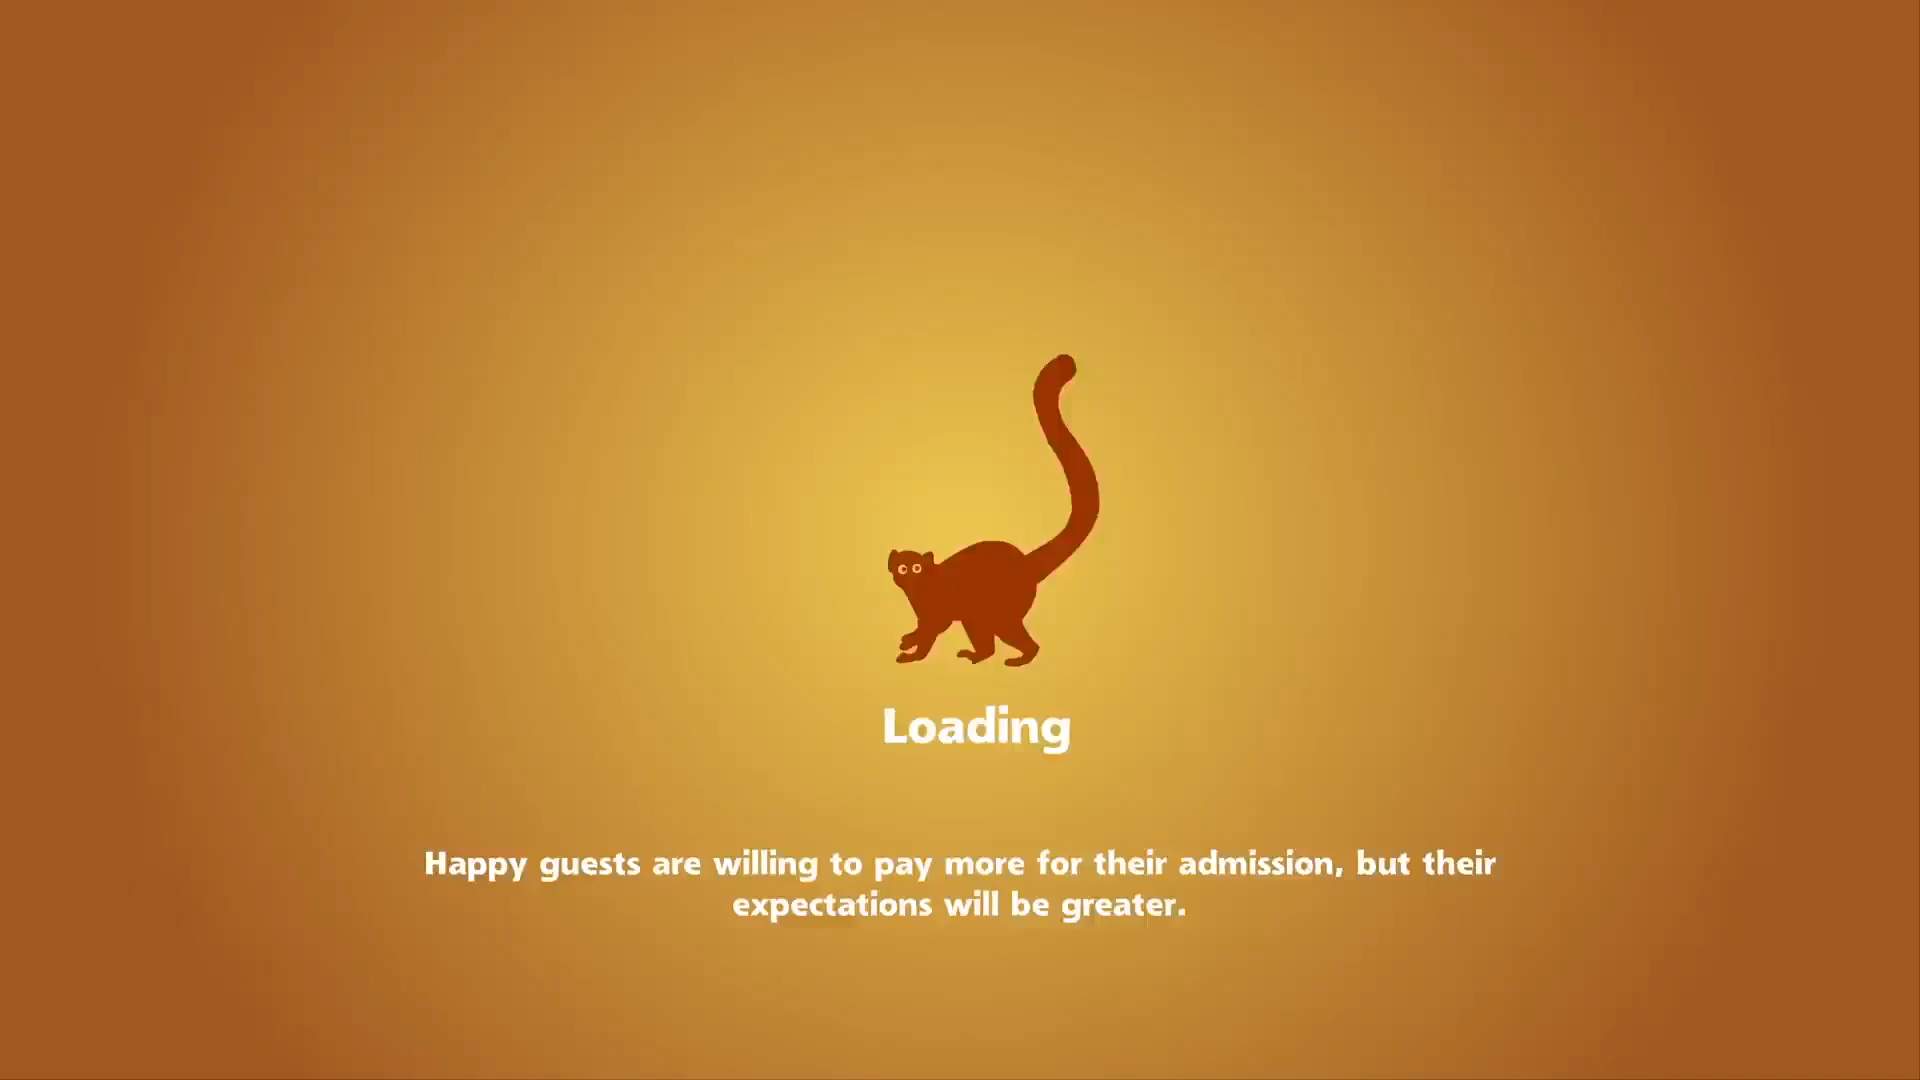 Loading
Happy guests are willing to pay more for their admission, but their
expectations will be greater.